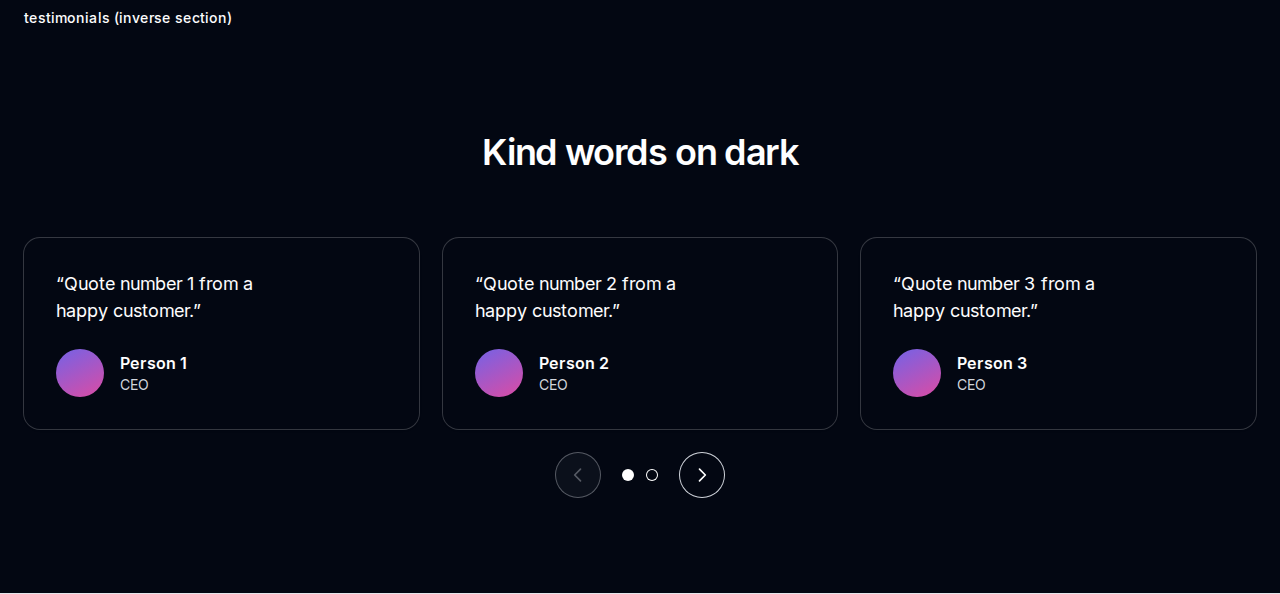 testimonials (inverse section)
Kind words on dark
“Quote number 1 from a
happy customer.”
Person 1
CEO
“Quote number 2 from a
happy customer.”
Person 2
CEO
“Quote number 3 from a
happy customer.”
Person 3
CEO